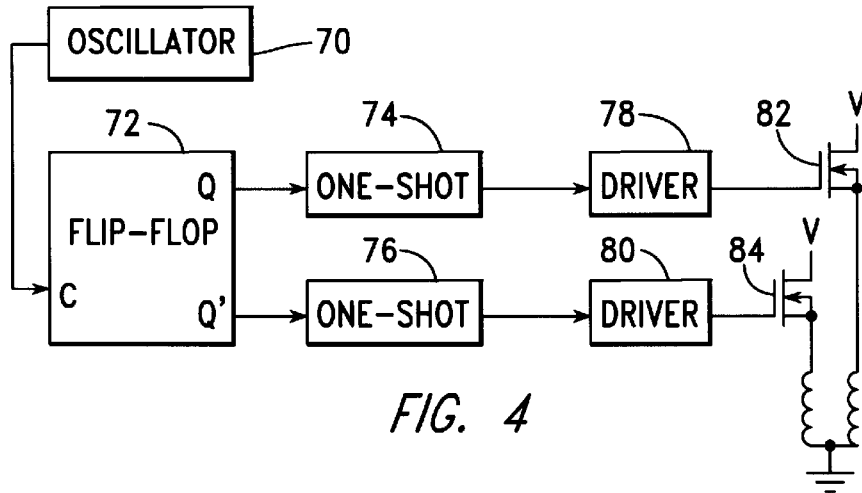 OSCILLATOR
70
72
74
78
82
V
Q
ONE-SHOT
DRIVER
FLIP-FLOP
76
80
84
V
C
Q'
ONE-SHOT
DRIVER
FIG. 4